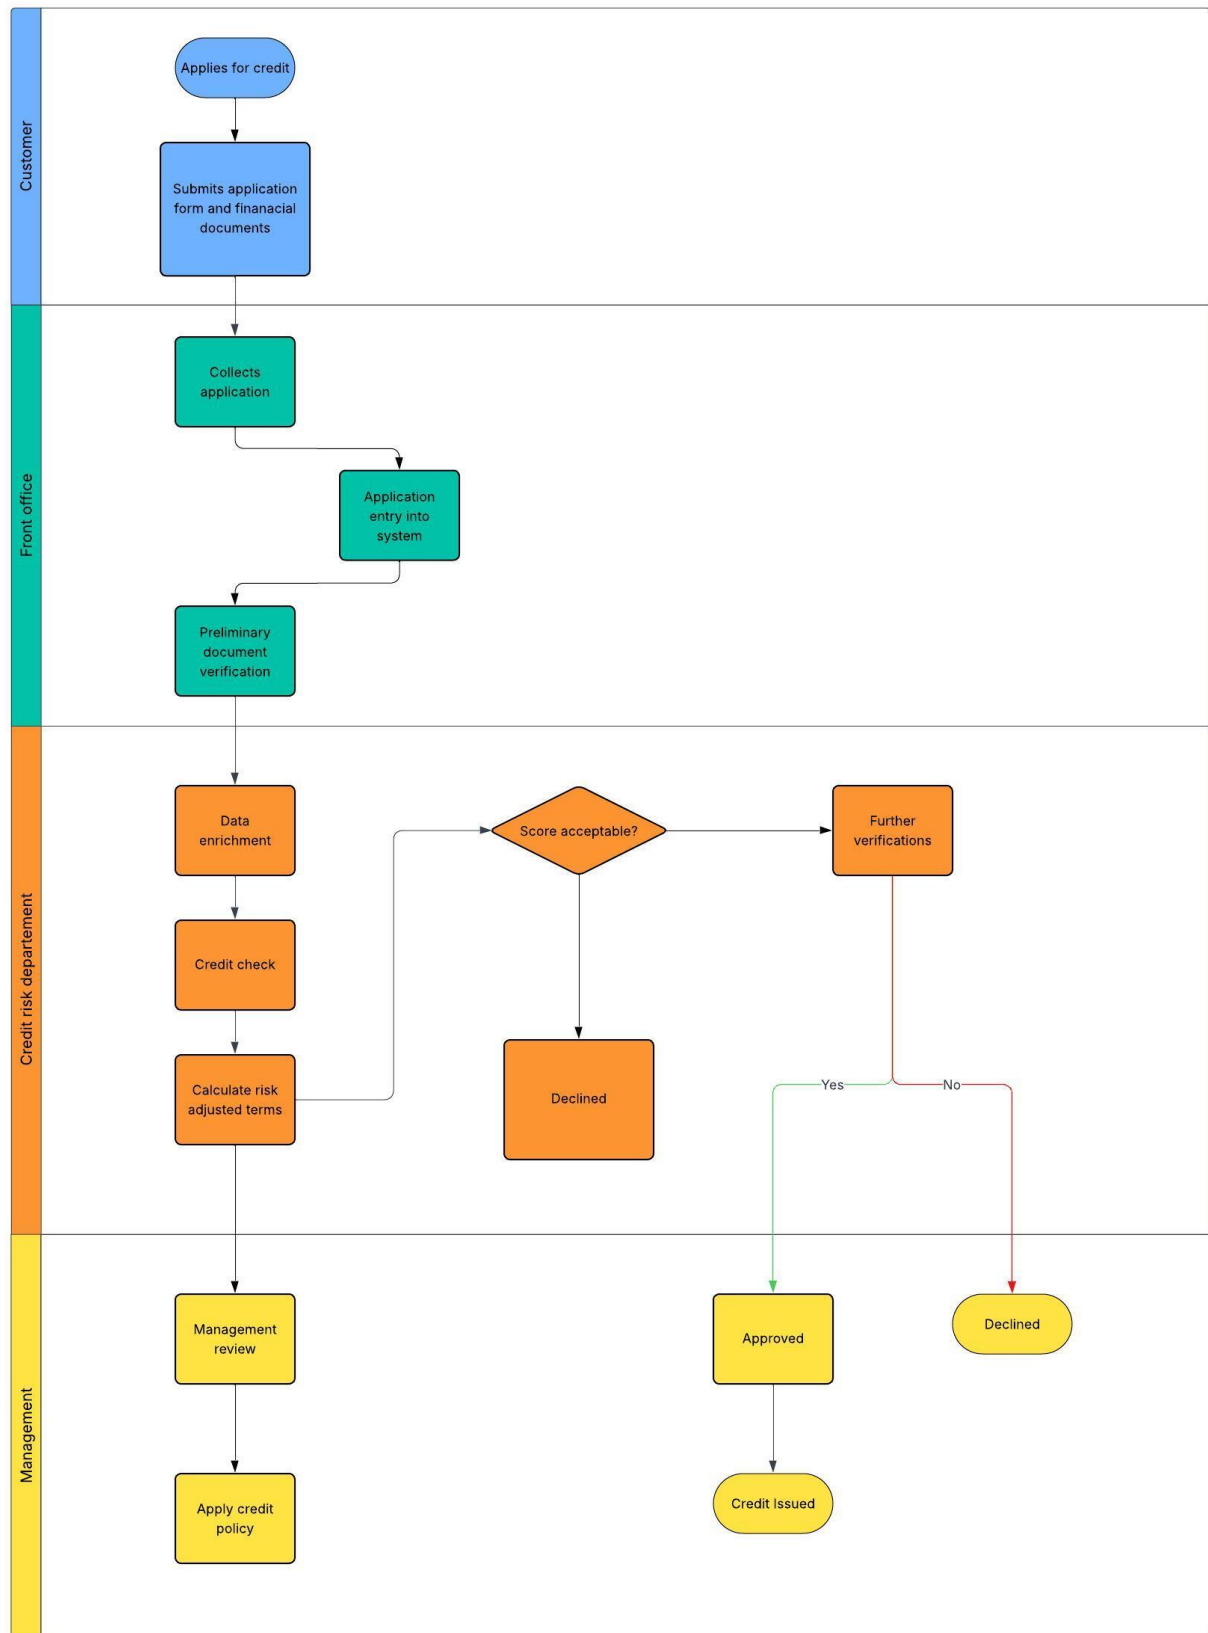 Customer
Applies for credit
Submits application
form and finanacial
documents
Front office
Collects
application
Application
entry into
system
Preliminary
document
verification
Credit risk departement
Data
enrichment
Score acceptable?
Further
verifications
Credit check
Calculate risk
adjusted terms
Declined
Yes
No
Management
Management
review
Approved
Declined
Apply credit
policy
Credit Issued